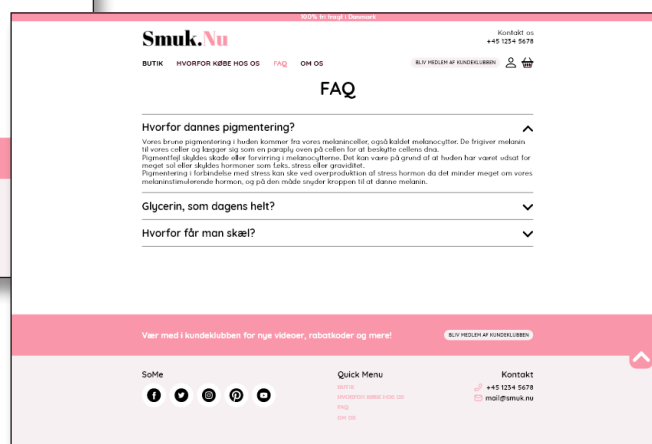 100% fri fragt i Danmark
Smuk.Nu
Kontakt os
+45 1234 5678
BUTIK HVORFOR KØBE HOS OS FAQ OM OS BLIV MEDLEM AF KUNDEKLUBBEN
FAQ
Hvorfor dannes pigmentering?
Vores brune pigmentering i huden kommer fra vores melaninceller, også kaldet melanocytter. De frigiver melanin
til vores celler og lægger sig som en paraply oven på cellen for at beskytte cellens dna.
Pigmentfejl skyldes skade eller forvirring i melanocytterne. Det kan være på grund af at huden har været udsat for
meget sol eller skyldes hormoner som f.eks. stress eller graviditet.
Pigmentering i forbindelse med stress kan ske ved overproduktion af stress hormon da det minder meget om vores
melaninstimulerende hormon, og på den måde snyder kroppen til at danne melanin.
Glycerin, som dagens helt?
Hvorfor får man skæl?
Vær med i kundeklubben for nye videoer, rabatkoder og mere! BLIV MEDLEM AF KUNDEKLUBBEN
SoMe Quick Menu Kontakt
BUTIK +45 1234 5678
HVORFOR KØBE HOS OS mail@smuk.nu
FAQ
OM OS